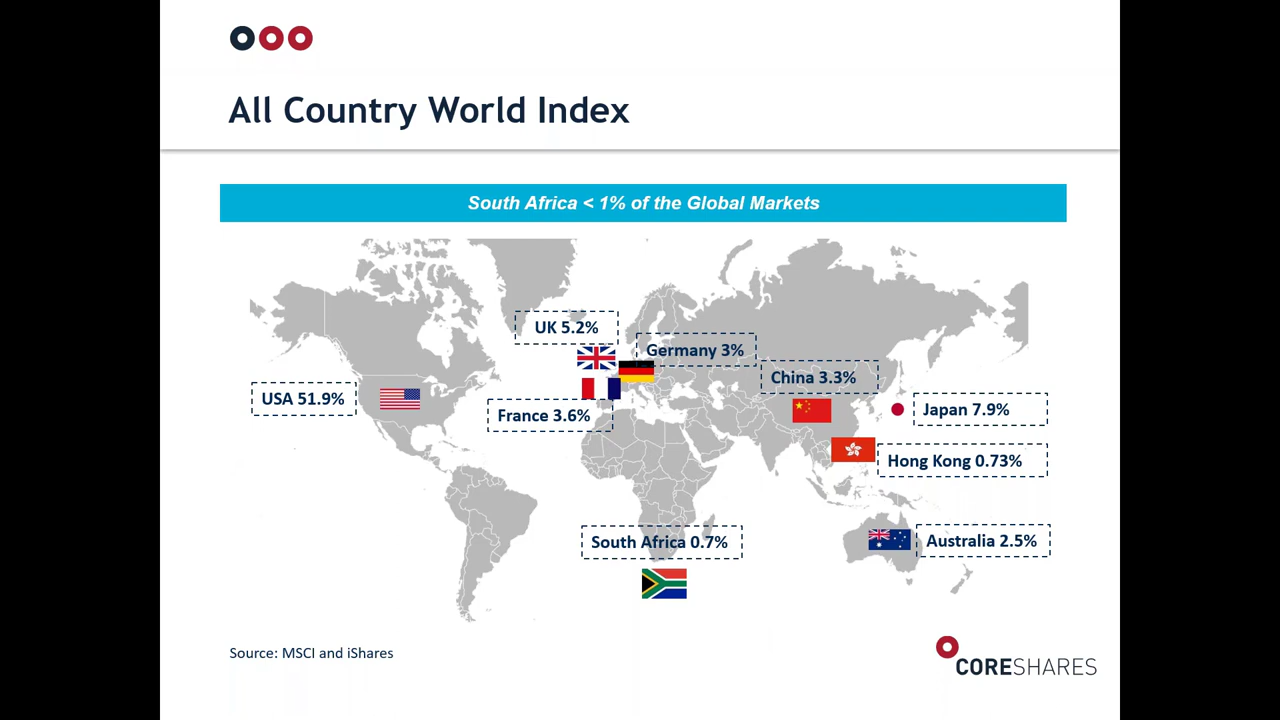 All Country World Index
South Africa < 1% of the Global Markets
UK 5.2%
Germany 3%
China 3.3%
USA 51.9%
France 3.6%
Japan 7.9%
Hong Kong 0.73%
South Africa 0.7%
Australia 2.5%
Source: MSCI and iShares
CORESHARES